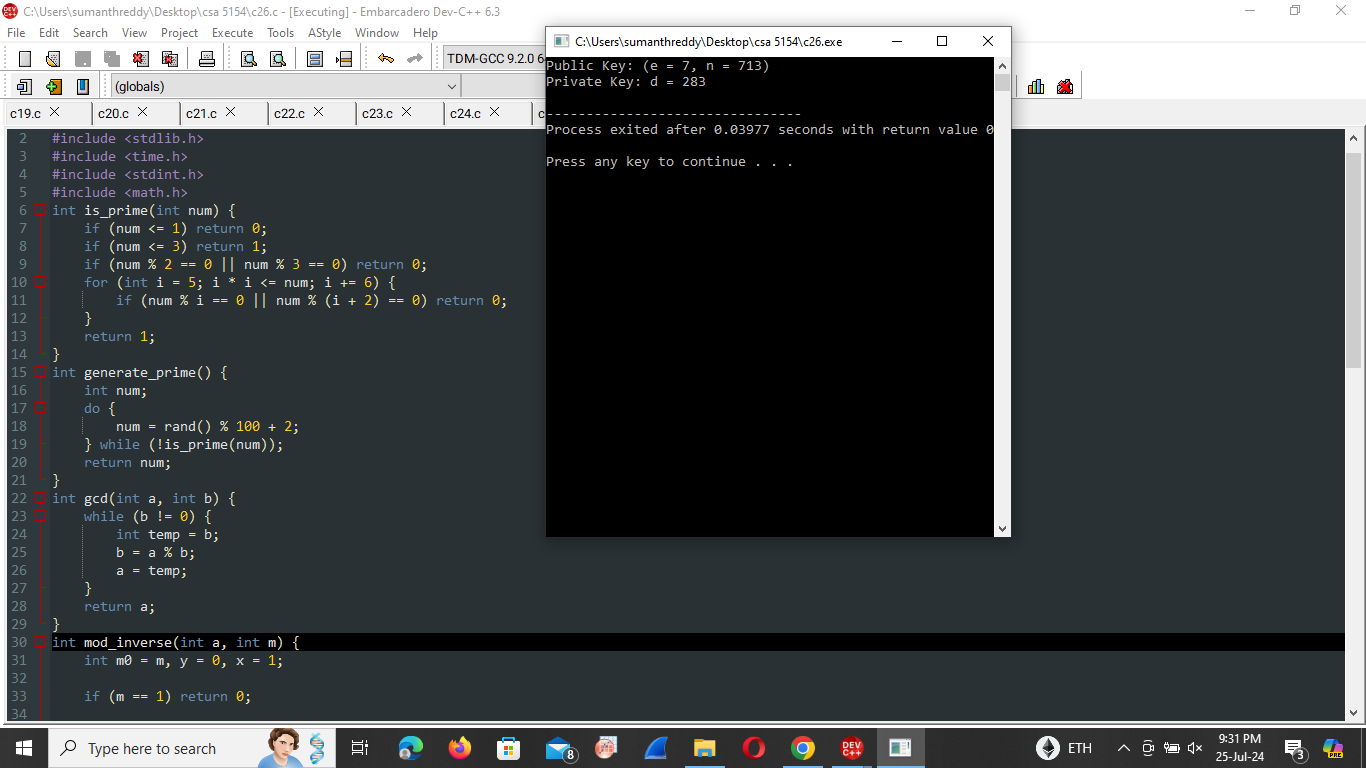 C:\Users\sumanthreddy\Desktop\csa 5154\c26.c - [Executing] - Embarcadero Dev-C++ 6.3
File Edit Search View Project Execute Tools AStyle Window Help
TDM-GCC 9.2.0 6
(globals)
c19.c c20.c c21.c c22.c c23.c c24.c c
2 #include <stdlib.h>
3 #include <time.h>
4 #include <stdint.h>
5 #include <math.h>
6 int is_prime(int num) {
7 if (num <= 1) return 0;
8 if (num <= 3) return 1;
9 if (num % 2 == 0 || num % 3 == 0) return 0;
10 for (int i = 5; i * i <= num; i += 6) {
11 if (num % i == 0 || num % (i + 2) == 0) return 0;
12 }
13 return 1;
14 }
15 int generate_prime() {
16 int num;
17 do {
18 num = rand() % 100 + 2;
19 } while (!is_prime(num));
20 return num;
21 }
22 int gcd(int a, int b) {
23 while (b != 0) {
24 int temp = b;
25 b = a % b;
26 a = temp;
27 }
28 return a;
29 }
30 int mod_inverse(int a, int m) {
31 int m0 = m, y = 0, x = 1;
32
33 if (m == 1) return 0;
34
C:\Users\sumanthreddy\Desktop\csa 5154\c26.exe
Public Key: (e = 7, n = 713)
Private Key: d = 283
--------------------------------
Process exited after 0.03977 seconds with return value 0
Press any key to continue . . .
Type here to search
8
DEV C++
ETH
9:31 PM
25-Jul-24
3
PRE